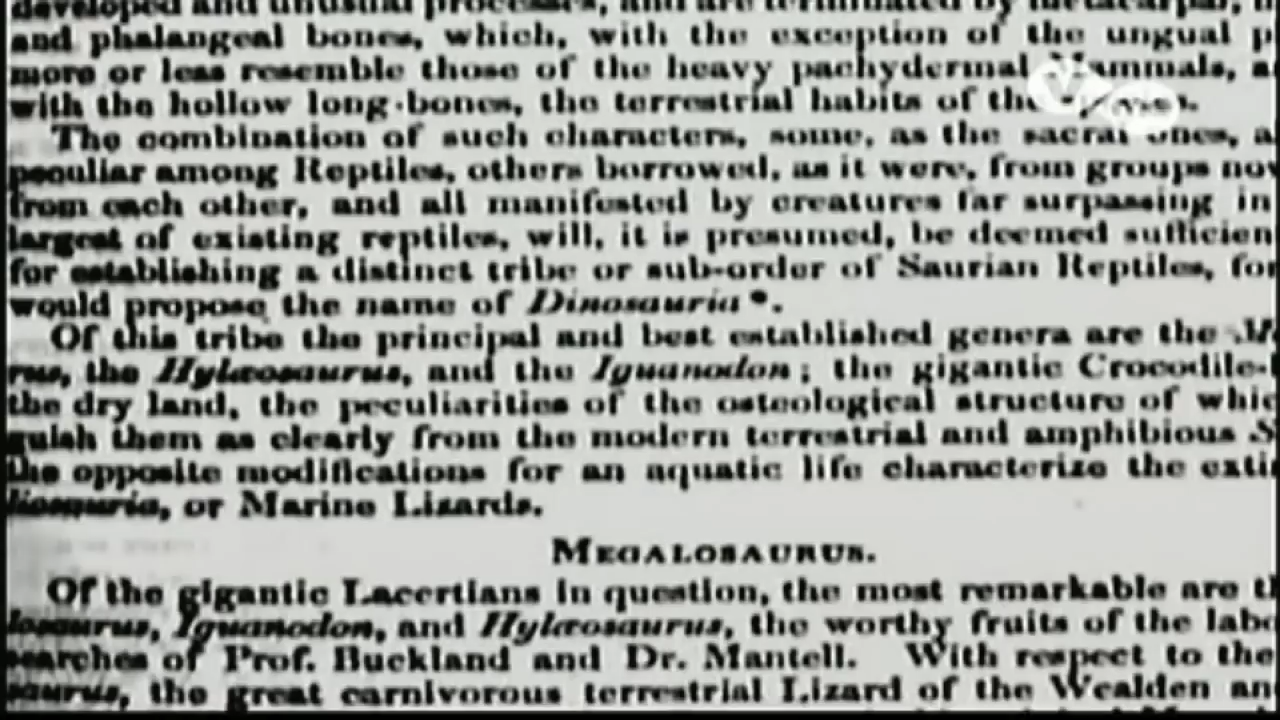 developed and unusual processes, and are terminated by metacarpal,
and phalangeal bones, which, with the exception of the ungual p
more or less resemble those of the heavy pachydermal Mammals, a
with the hollow long-bones, the terrestrial habits of the species.
The combination of such characters, some, as the sacral ones, a
peculiar among Reptiles, others borrowed, as it were, from groups now
from each other, and all manifested by creatures far surpassing in
largest of existing reptiles, will, it is presumed, be deemed sufficien
for establishing a distinct tribe or sub-order of Saurian Reptiles, for
would propose the name of Dinosauria*.
Of this tribe the principal and best established genera are the
rus, the Hylæosaurus, and the Iguanodon; the gigantic Crocodile-
the dry land, the peculiarities of the osteological structure of whic
guish them as clearly from the modern terrestrial and amphibious S
the opposite modifications for an aquatic life characterize the exti
liosauria, or Marine Lizards.
MEGALOSAURUS.
Of the gigantic Lacertians in question, the most remarkable are th
losaurus, Iguanodon, and Hylæosaurus, the worthy fruits of the labo
searches of Prof. Buckland and Dr. Mantell. With respect to the
saurus, the great carnivorous terrestrial Lizard of the Wealden an